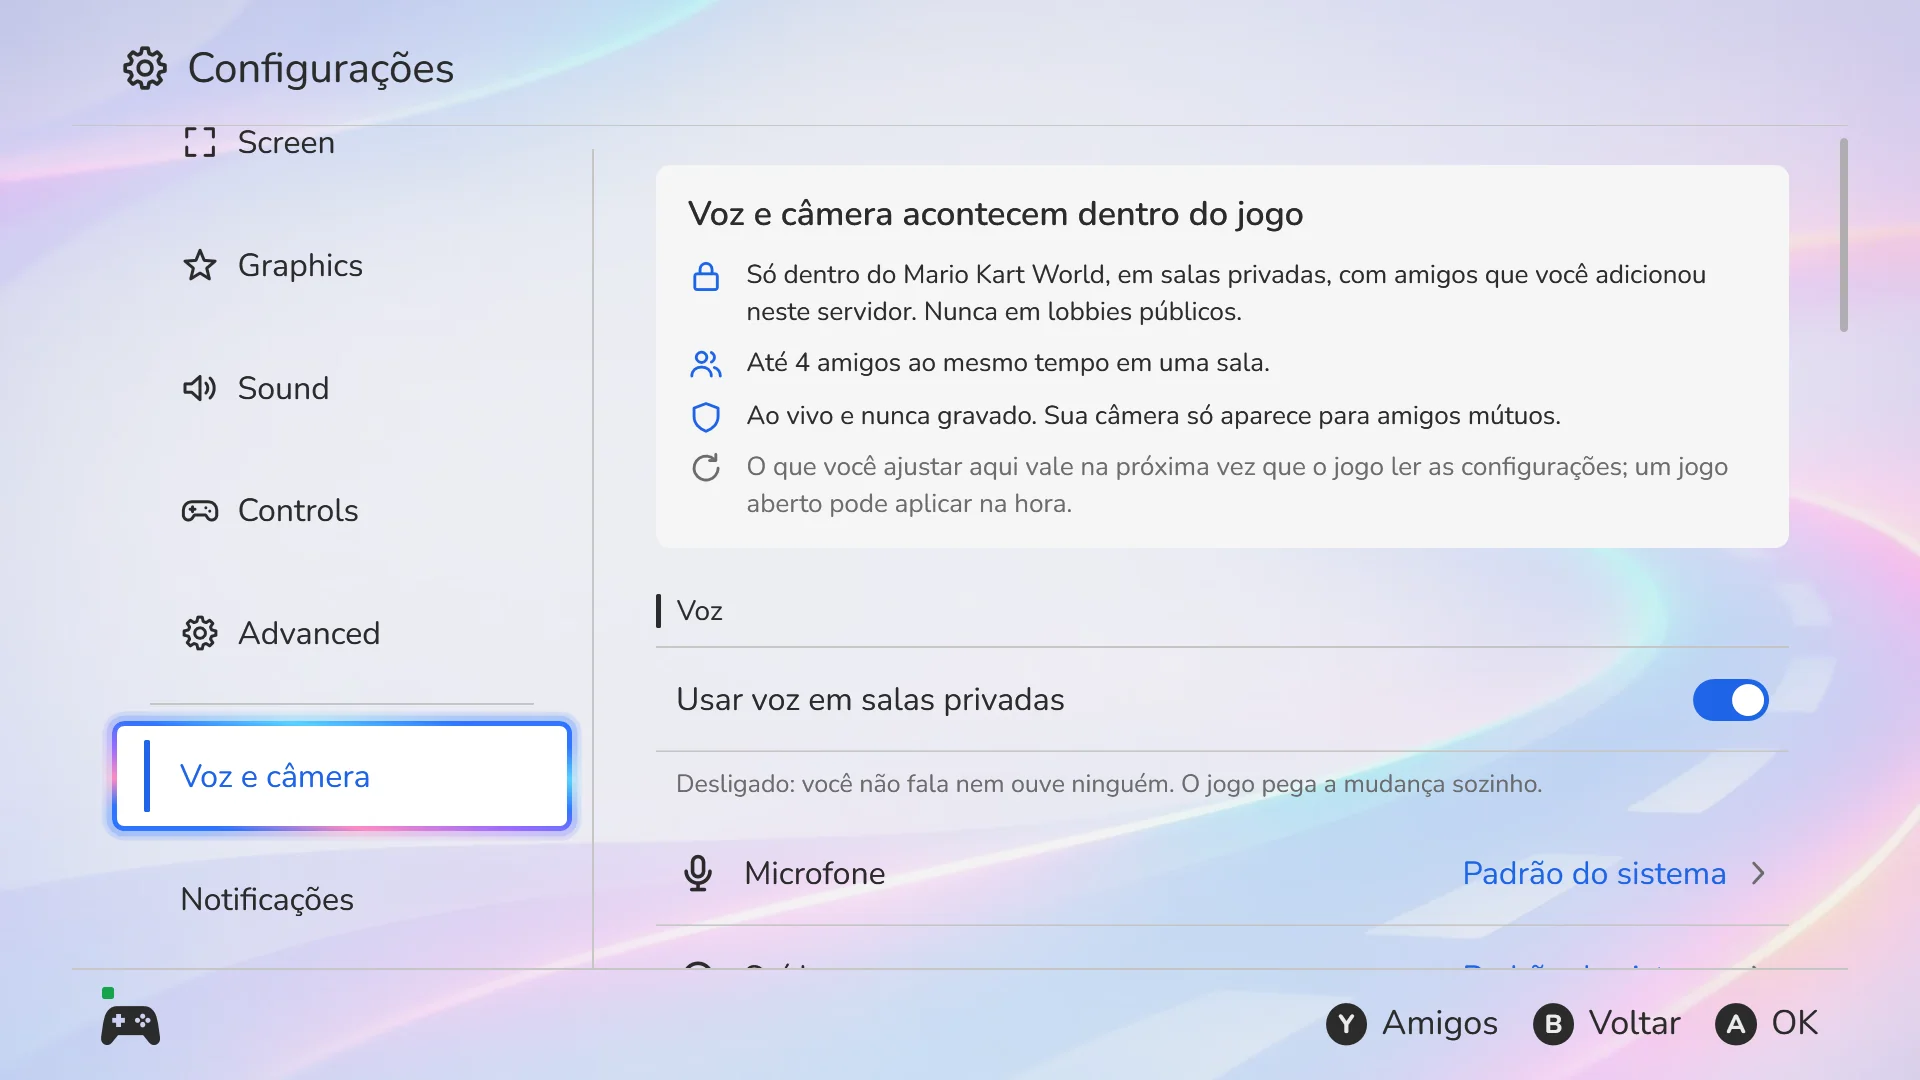 Configurações
Screen
Graphics
Sound
Controls
Advanced
Voz e câmera
Notificações
Voz e câmera acontecem dentro do jogo
Só dentro do Mario Kart World, em salas privadas, com amigos que você adicionou
neste servidor. Nunca em lobbies públicos.
Até 4 amigos ao mesmo tempo em uma sala.
Ao vivo e nunca gravado. Sua câmera só aparece para amigos mútuos.
O que você ajustar aqui vale na próxima vez que o jogo ler as configurações; um jogo
aberto pode aplicar na hora.
Voz
Usar voz em salas privadas
Desligado: você não fala nem ouve ninguém. O jogo pega a mudança sozinho.
Microfone Padrão do sistema
Y Amigos B Voltar A OK